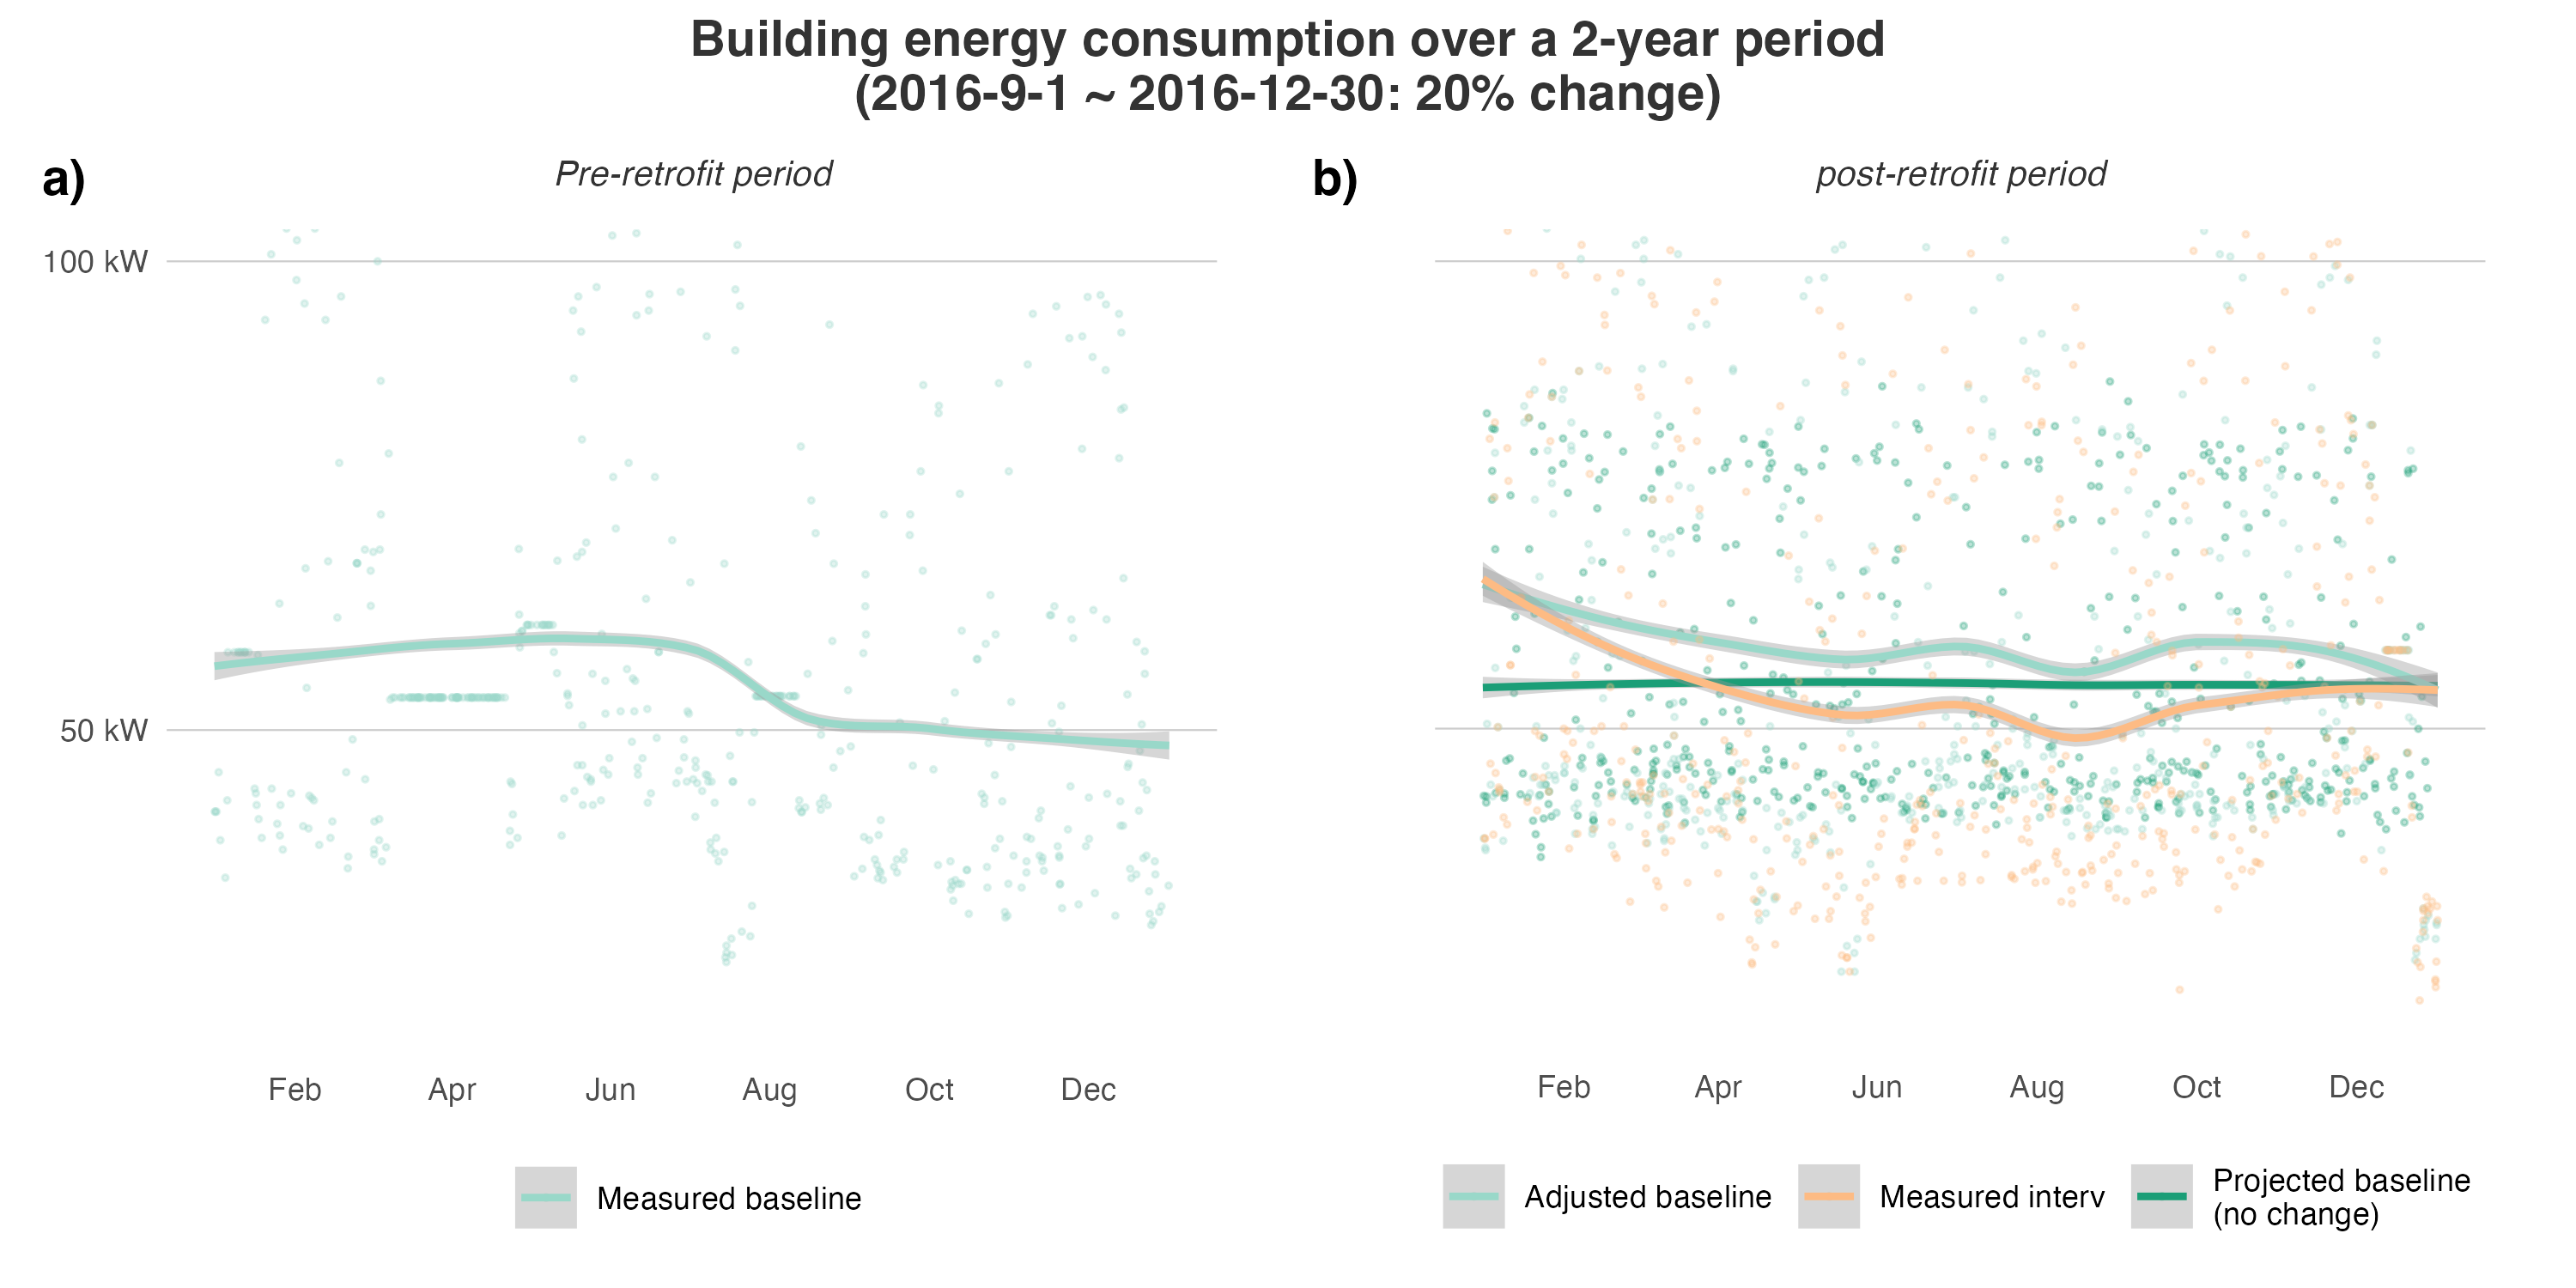 Building energy consumption over a 2-year period
(2016-9-1 ~ 2016-12-30: 20% change)
a)
Pre-retrofit period
b)
post-retrofit period
100 kW
50 kW
Feb Apr Jun Aug Oct Dec
Feb Apr Jun Aug Oct Dec
Measured baseline
Adjusted baseline
Measured interv
Projected baseline
(no change)